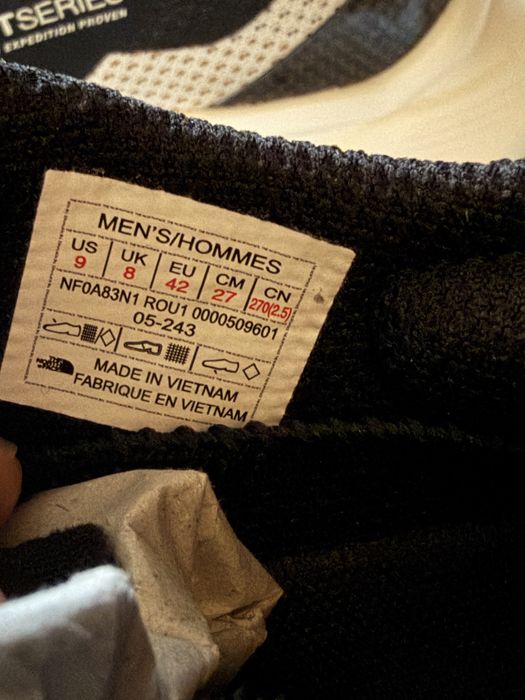 TSERIES
EXPEDITION PROVEN
MEN'S/HOMMES
US UK EU CM CN
9 8 42 27 270(2.5)
NF0A83N1 ROU1 0000509601
05-243
MADE IN VIETNAM
FABRIQUE EN VIETNAM